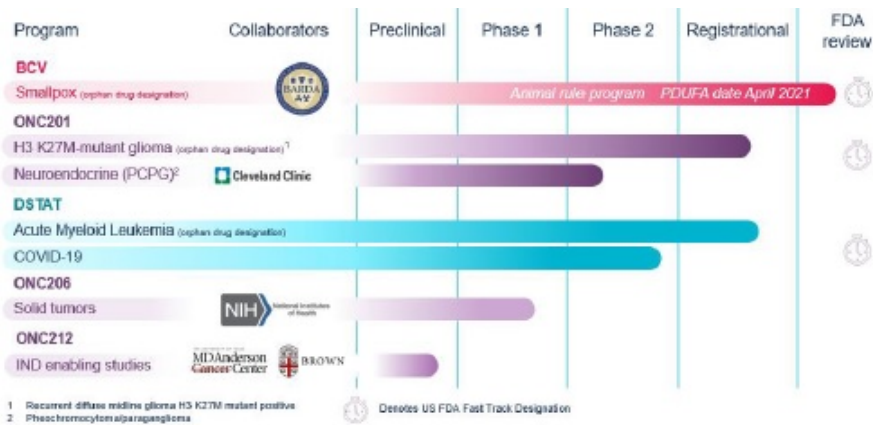 Program Collaborators Preclinical Phase 1 Phase 2 Registrational FDA review
BCV
Smallpox (orphan drug designation) BARDA Animal rule program PDUFA date April 2021
ONC201
H3 K27M-mutant glioma (orphan drug designation)1
Neuroendocrine (PCPG)2 Cleveland Clinic
DSTAT
Acute Myeloid Leukemia (orphan drug designation)
COVID-19
ONC206
Solid tumors NIH National Institutes of Health
ONC212
IND enabling studies MDAnderson Cancer Center BROWN
1 Recurrent diffuse midline glioma H3 K27M mutant positive
2 Pheochromocytoma/paraganglioma
Denotes US FDA Fast Track Designation